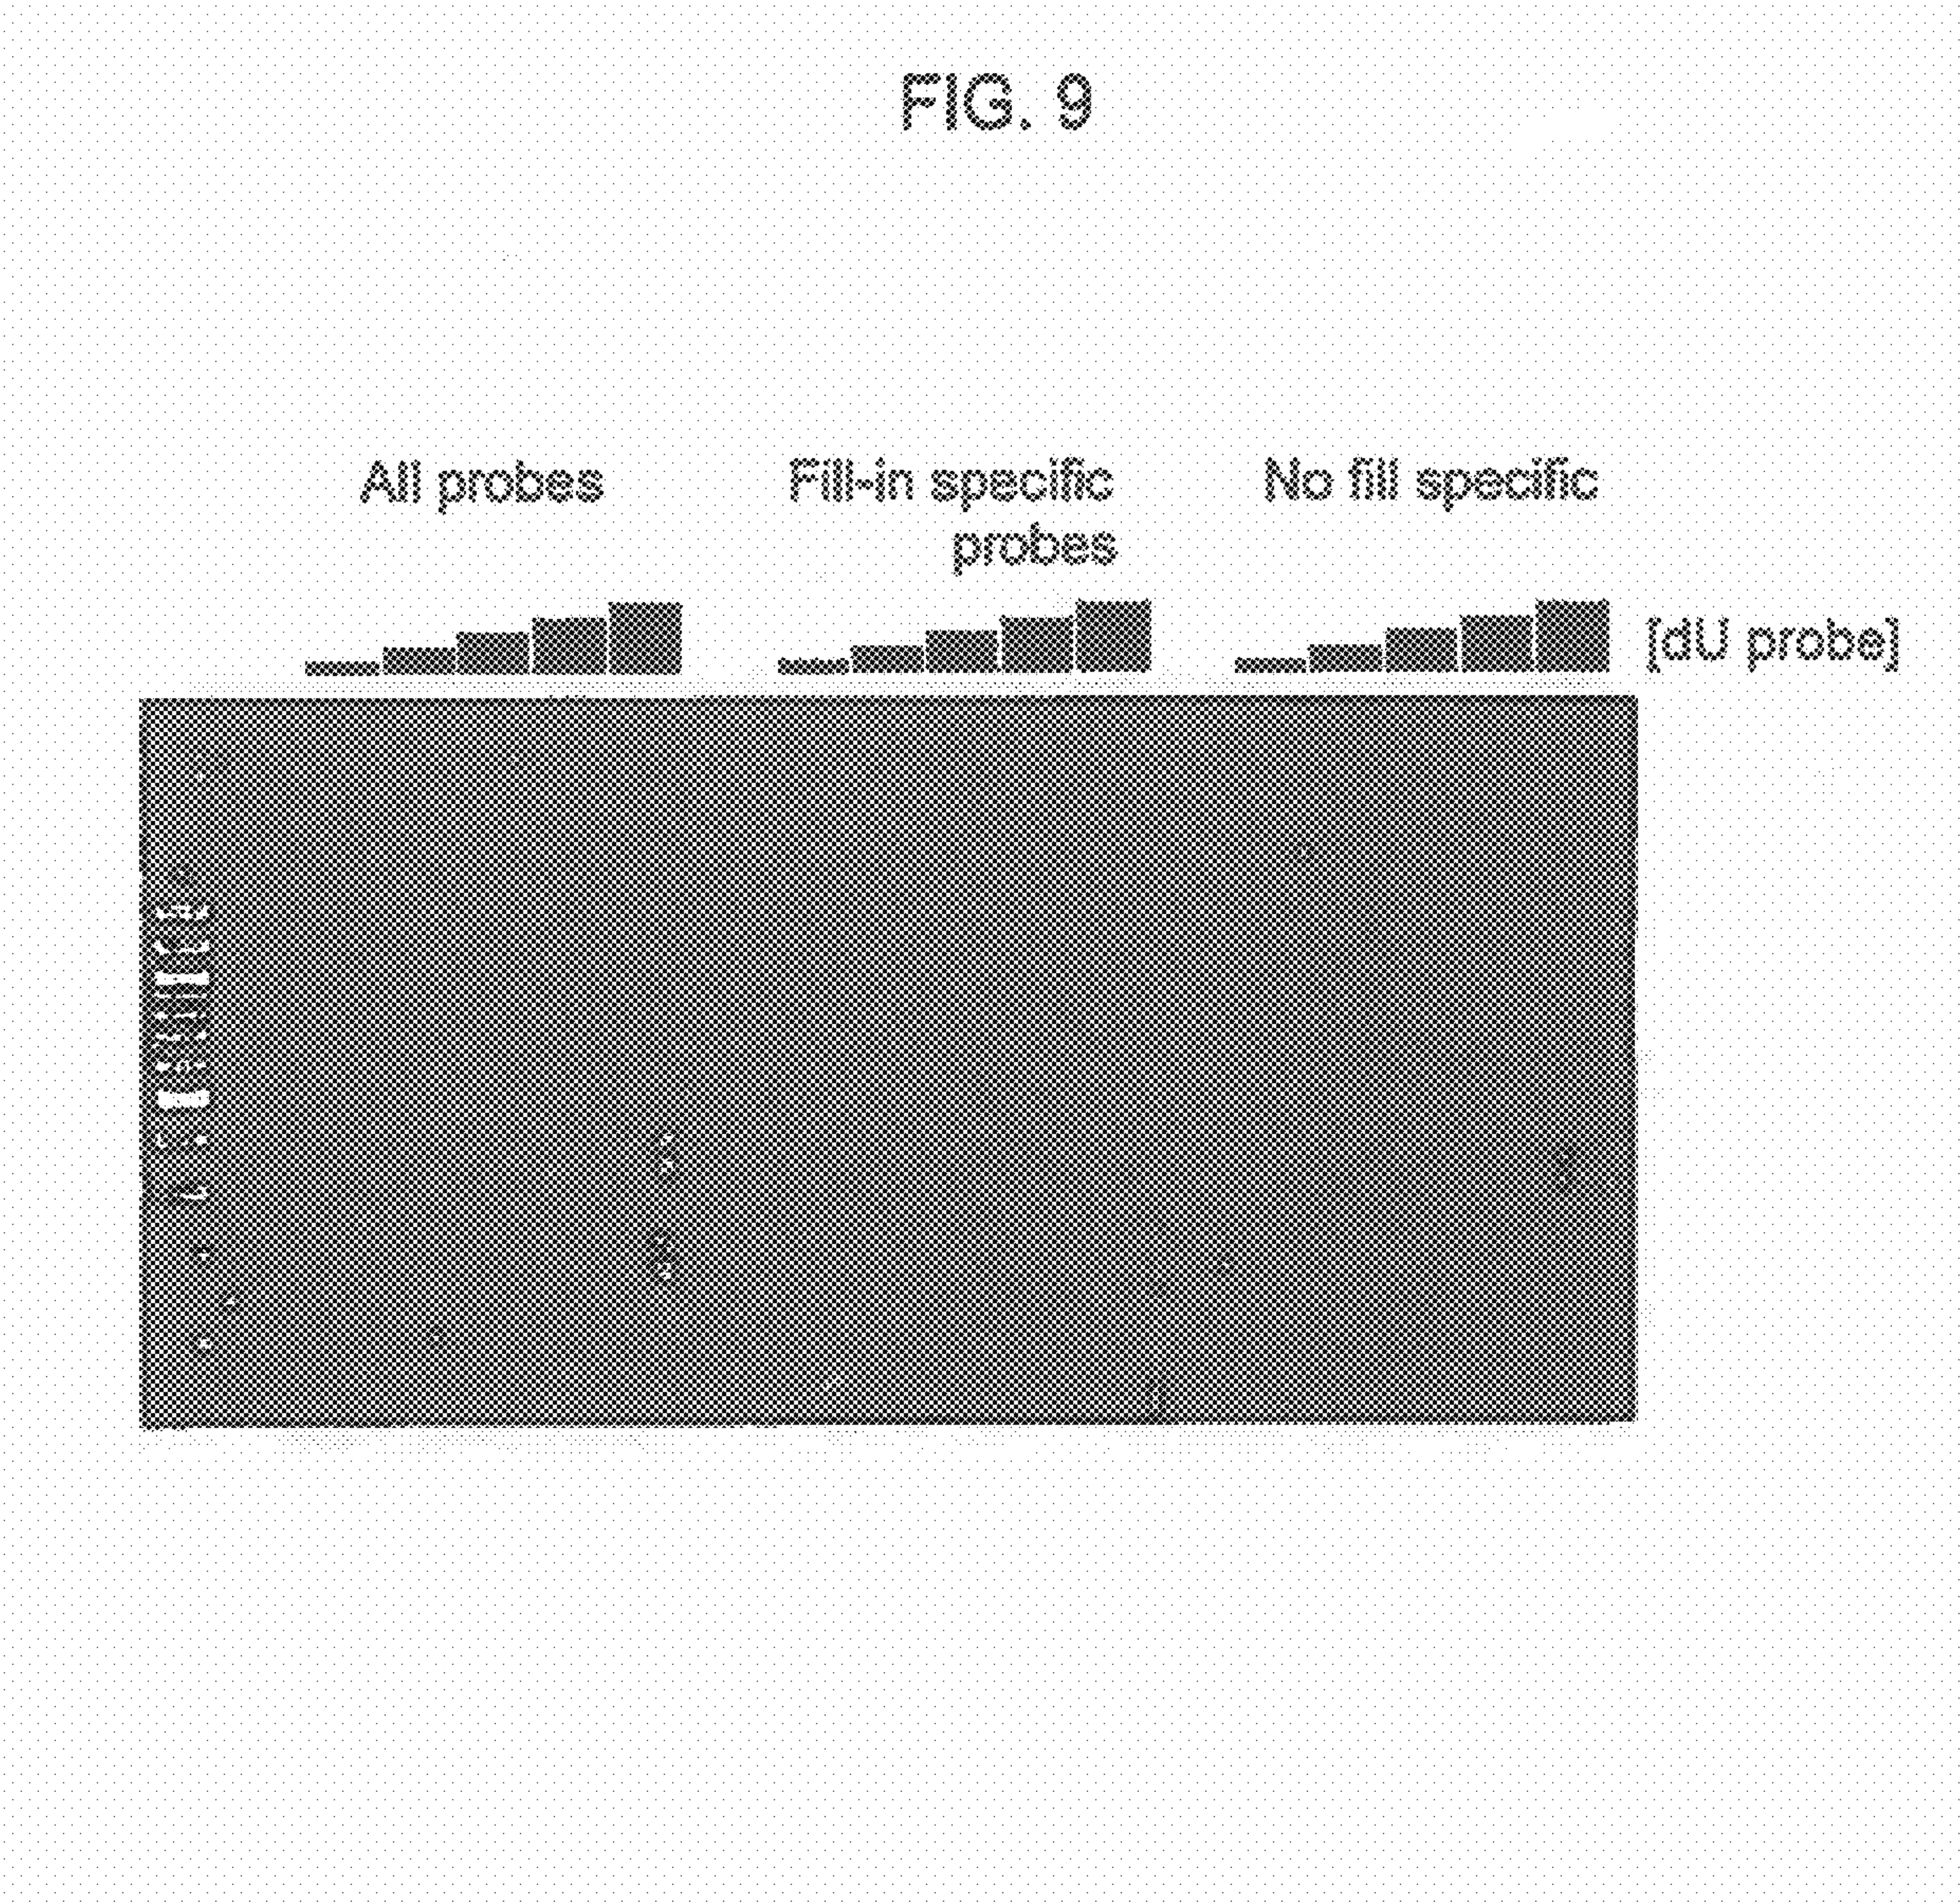 FIG. 9
All probes
Fill-in specific
probes
No fill specific
[dU probe]